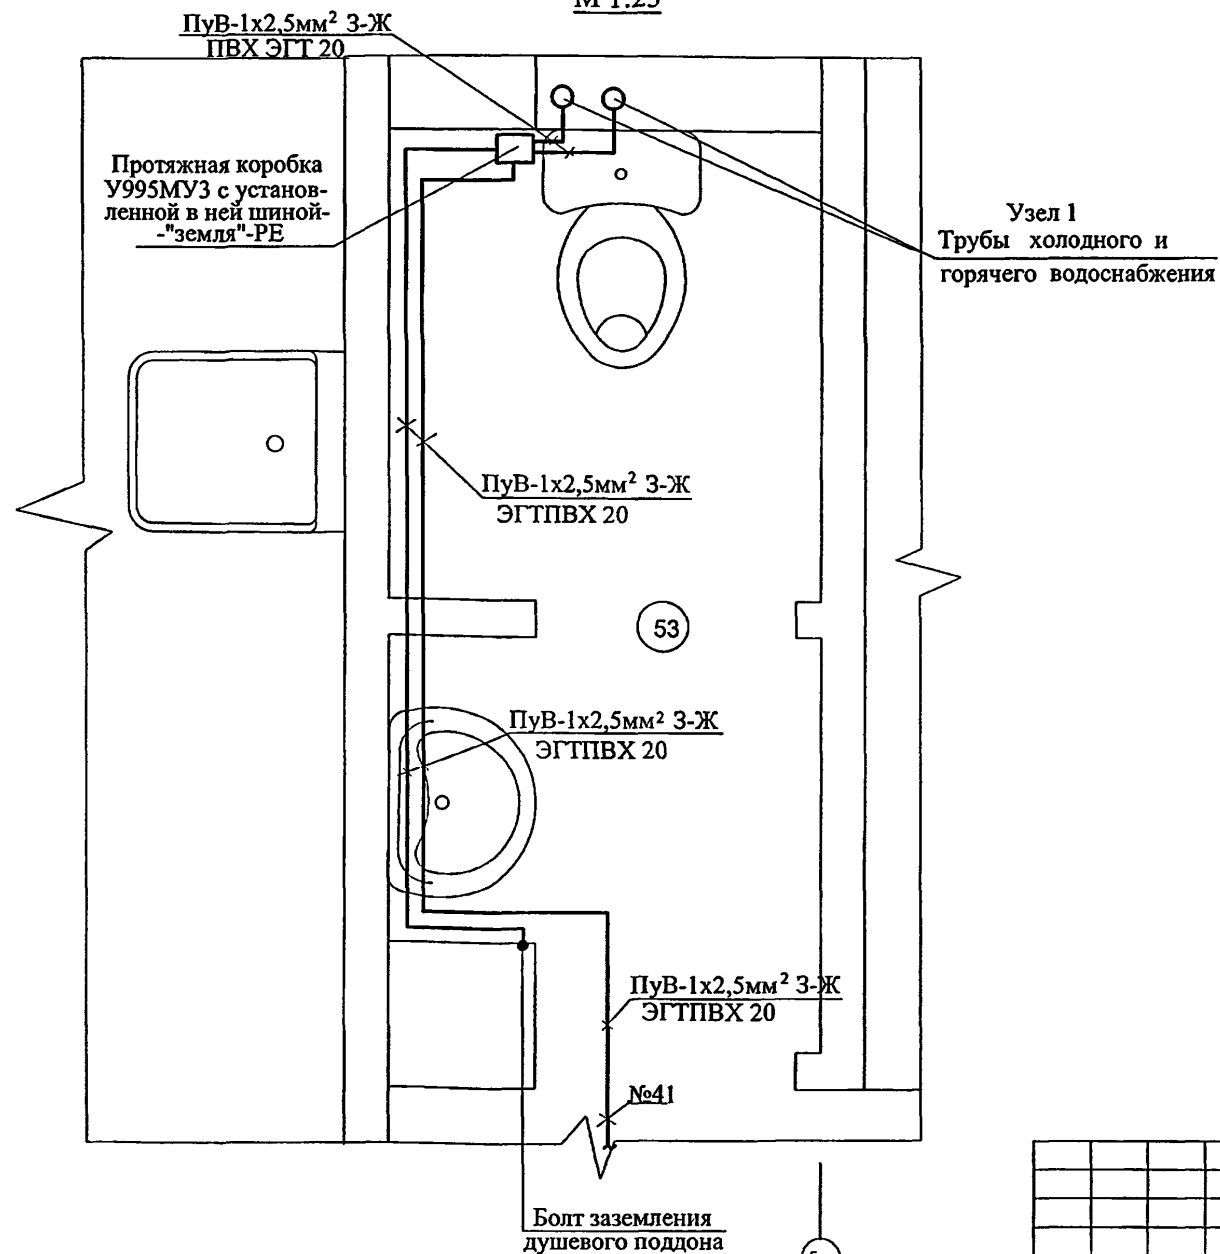 М 1:25
ПуВ-1х2,5мм² З-Ж
ПВХ ЭГТ 20
Протяжная коробка
У995МУ3 с установ-
ленной в ней шиной-
-"земля"-РЕ
Узел 1
Трубы холодного и
горячего водоснабжения
ПуВ-1х2,5мм² З-Ж
ЭГТПВХ 20
53
ПуВ-1х2,5мм² З-Ж
ЭГТПВХ 20
ПуВ-1х2,5мм² З-Ж
ЭГТПВХ 20
№41
Болт заземления
душевого поддона